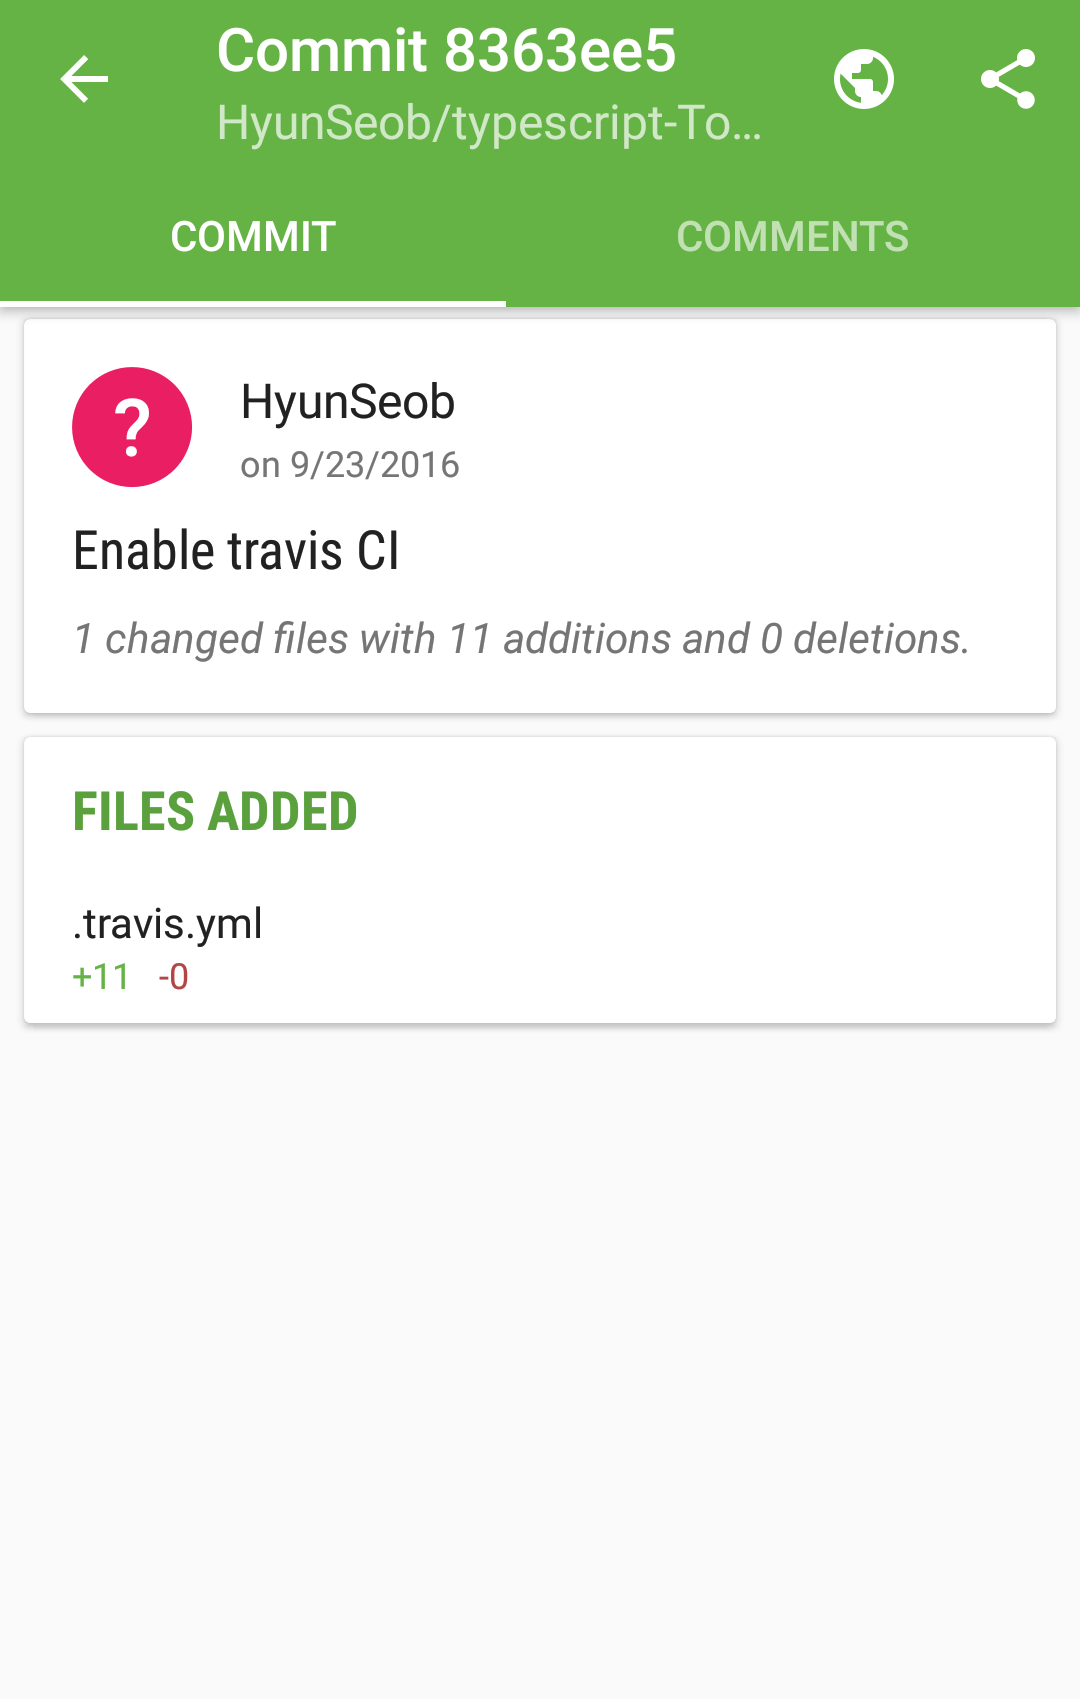 Commit 8363ee5
HyunSeob/typescript-To...
COMMIT
COMMENTS
?
HyunSeob
on 9/23/2016
Enable travis CI
1 changed files with 11 additions and 0 deletions.
FILES ADDED
.travis.yml
+11 -0